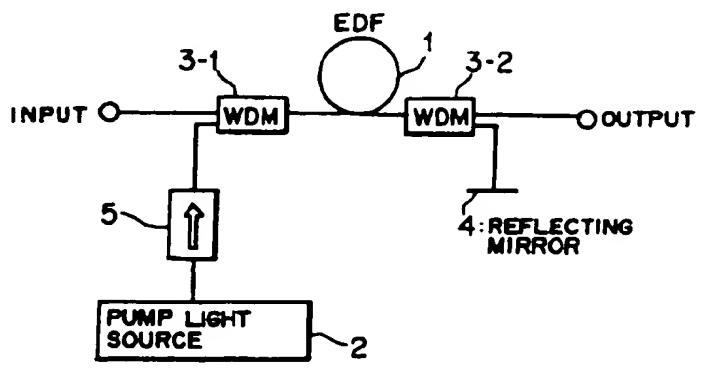 EDF
1
3-1
3-2
INPUT
WDM
WDM
OUTPUT
5
4: REFLECTING
MIRROR
PUMP LIGHT
SOURCE
2